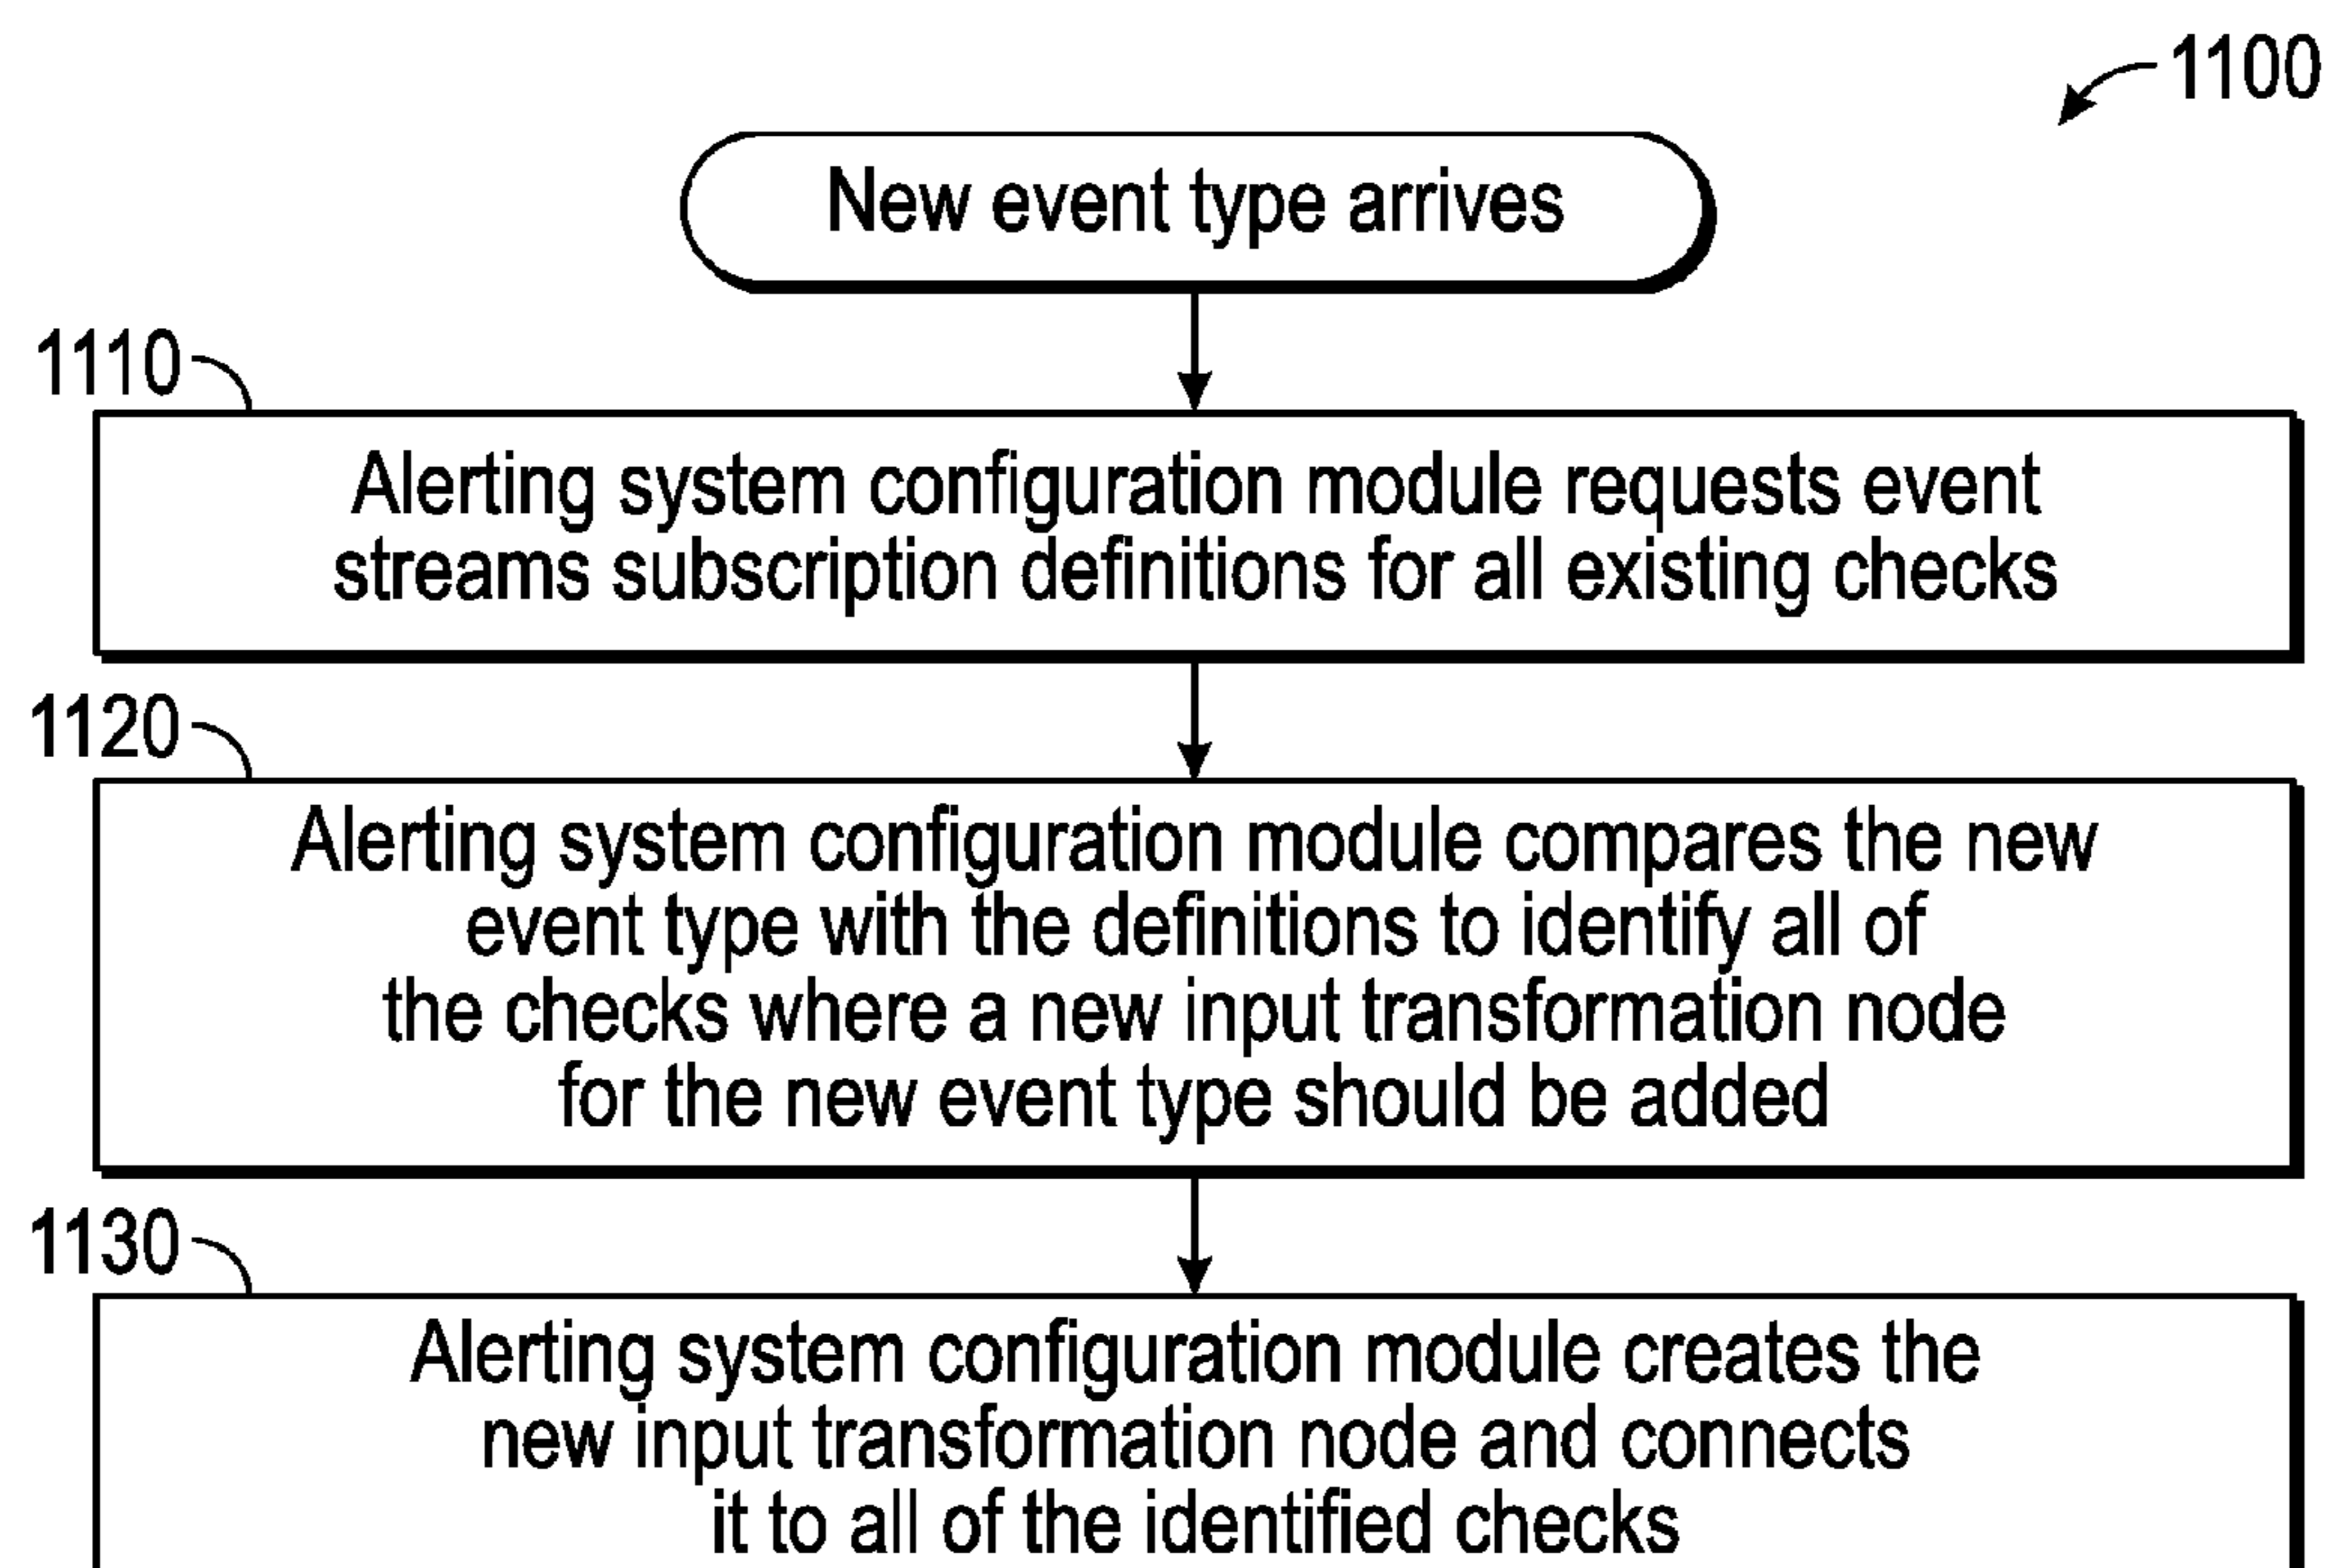 1100
New event type arrives
1110
Alerting system configuration module requests event
streams subscription definitions for all existing checks
1120
Alerting system configuration module compares the new
event type with the definitions to identify all of
the checks where a new input transformation node
for the new event type should be added
1130
Alerting system configuration module creates the
new input transformation node and connects
it to all of the identified checks